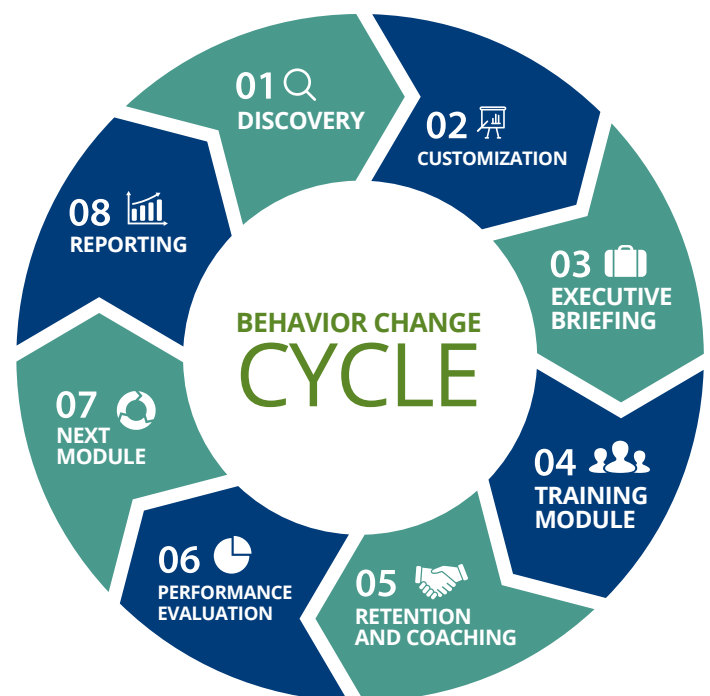 BEHAVIOR CHANGE
CYCLE
01
DISCOVERY
02
CUSTOMIZATION
03
EXECUTIVE
BRIEFING
04
TRAINING
MODULE
05
RETENTION
AND COACHING
06
PERFORMANCE
EVALUATION
07
NEXT
MODULE
08
REPORTING